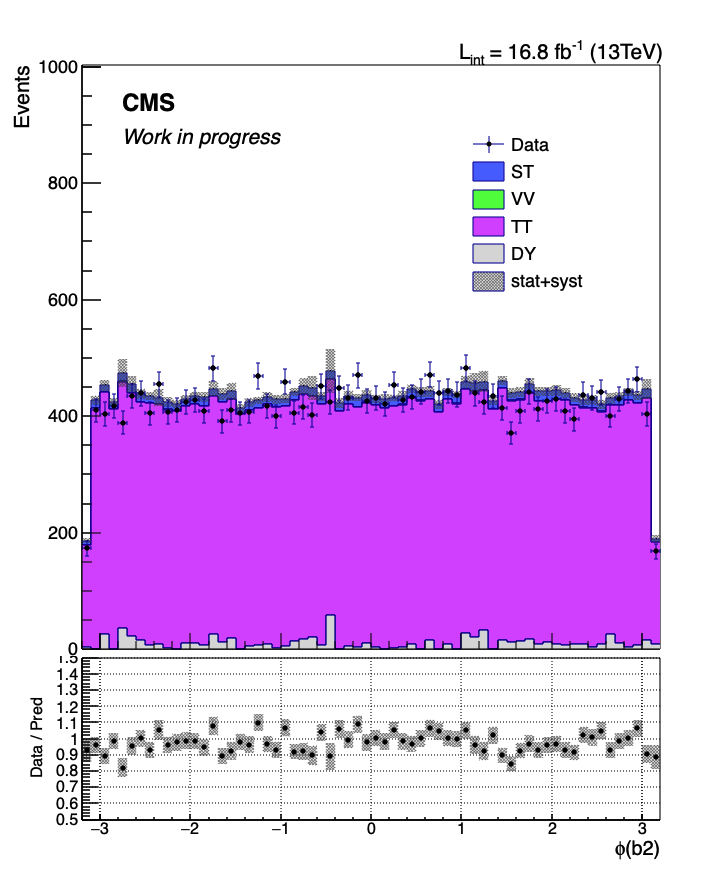 L_int = 16.8 fb^-1 (13TeV)
Events
1000
CMS
Work in progress
800
Data
ST
VV
TT
DY
stat+syst
600
400
200
0
Data / Pred
1.5
1.4
1.3
1.2
1.1
1
0.9
0.8
0.7
0.6
0.5
−3 −2 −1 0 1 2 3
ϕ(b2)